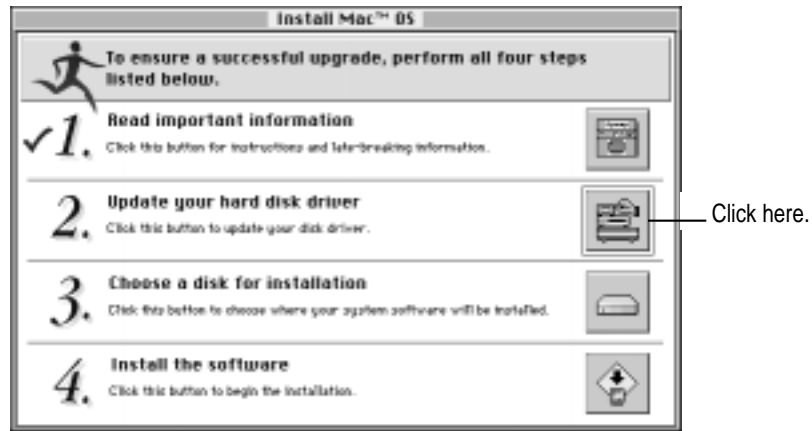 Install Mac™ OS
To ensure a successful upgrade, perform all four steps
listed below.
1.
Read important information
Click this button for instructions and late-breaking information.
2.
Update your hard disk driver
Click this button to update your disk driver.
Click here.
3.
Choose a disk for installation
Click this button to choose where your system software will be installed.
4.
Install the software
Click this button to begin the installation.